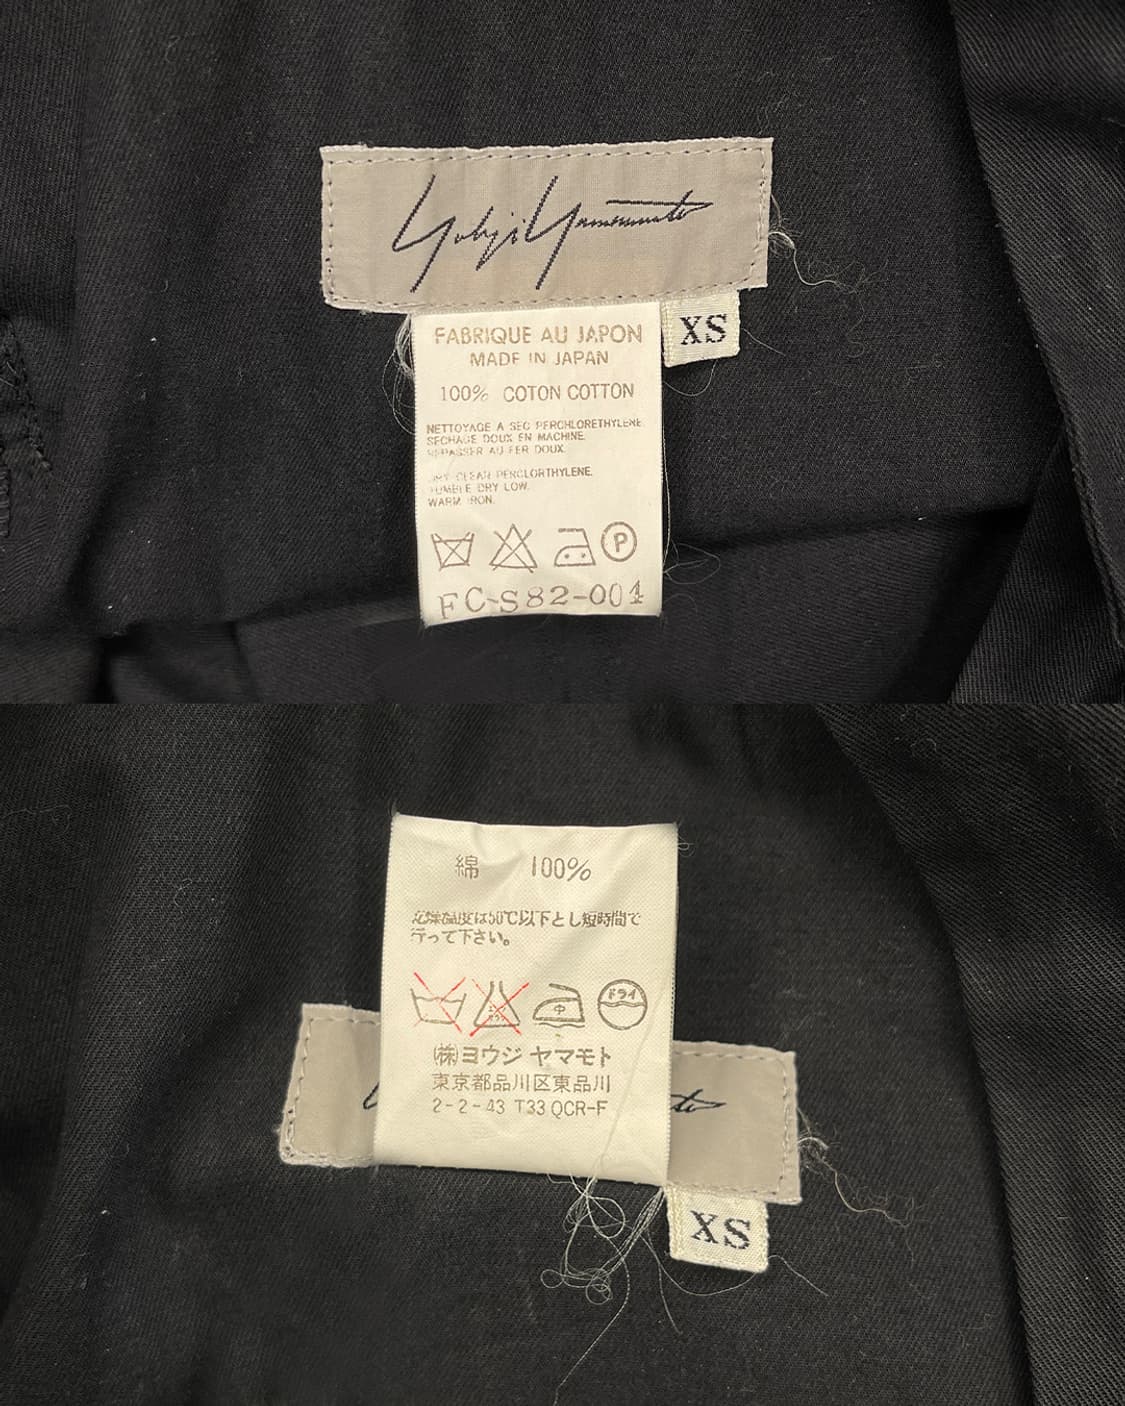 Yohji Yamamoto
XS
FABRIQUE AU JAPON
MADE IN JAPAN
100% COTON COTTON
NETTOYAGE A SEC PERCHLORETHYLENE
SECHAGE DOUX EN MACHINE.
REPASSER AU FER DOUX.
DRY CLEAN PERCLORTHYLENE.
TUMBLE DRY LOW.
WARM IRON.
P
FC-S82-004
綿 100%
乾燥温度は50℃以下とし短時間で
行って下さい。
中
ドライ
(株)ヨウジ ヤマモト
東京都品川区東品川
2-2-43 T33 QCR-F
XS